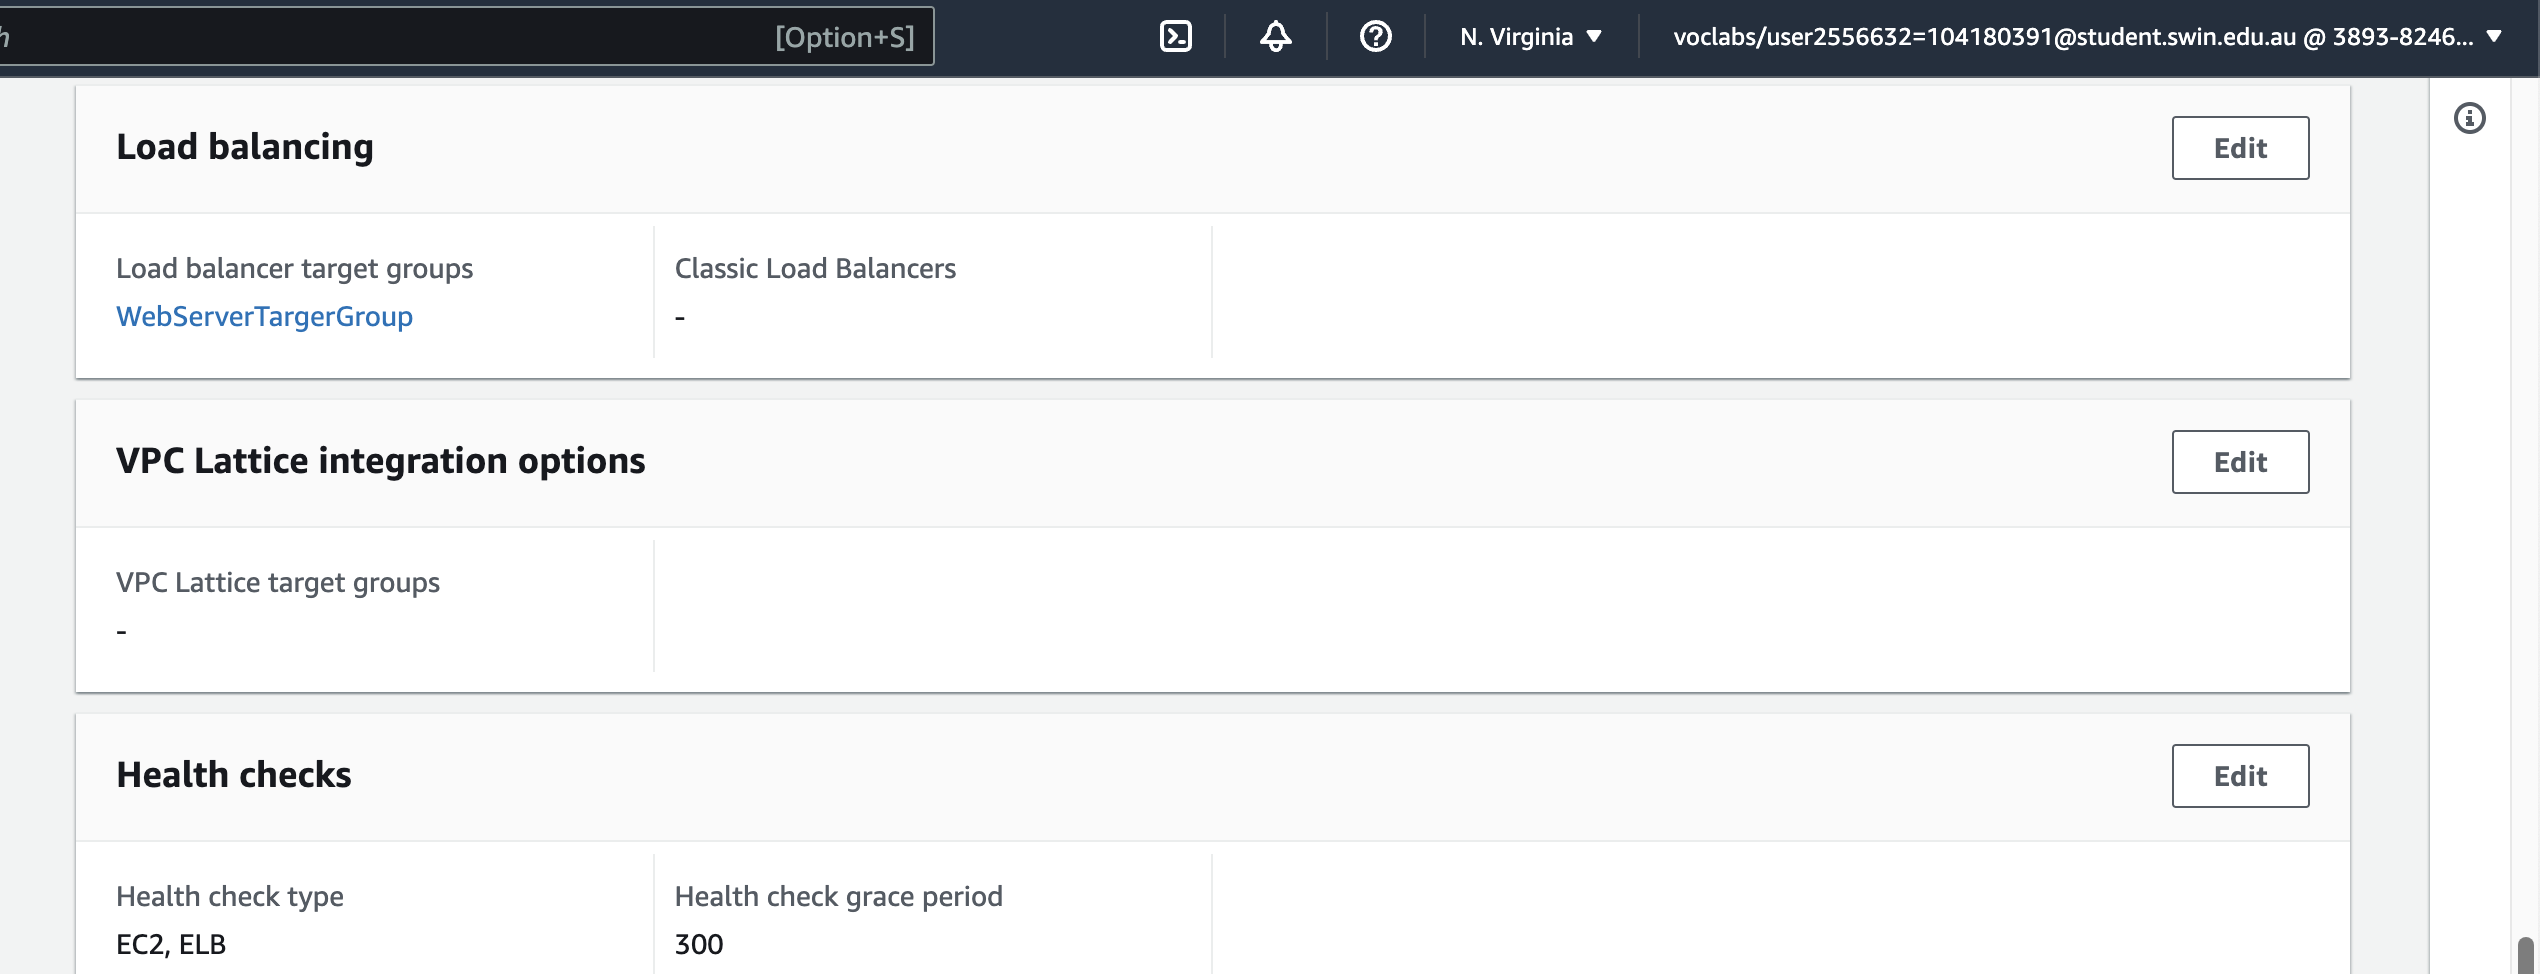 h
[Option+S]
N. Virginia
voclabs/user2556632=104180391@student.swin.edu.au @ 3893-8246...
Load balancing
Edit
Load balancer target groups
Classic Load Balancers
WebServerTargerGroup
-
VPC Lattice integration options
Edit
VPC Lattice target groups
-
Health checks
Edit
Health check type
Health check grace period
EC2, ELB
300